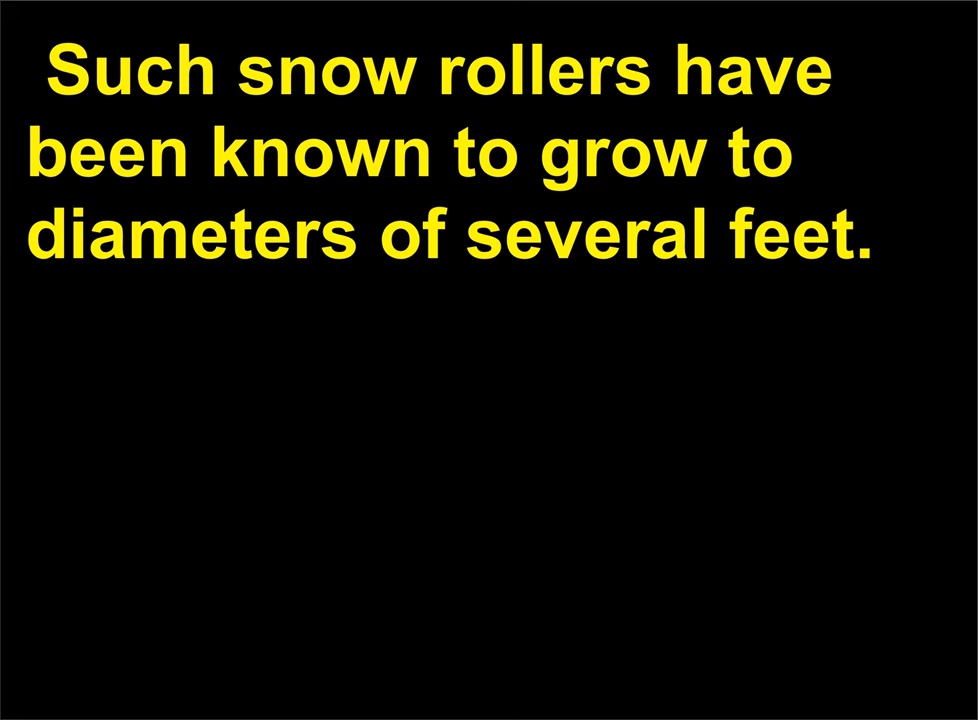 Such snow rollers have
been known to grow to
diameters of several feet.